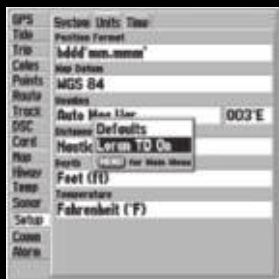 GPS
Tide
Trip
Celes
Points
Route
Track
DSC
Card
Map
Hiway
Temp
Sonar
Setup
Comm
Alarm
System Units Time
Position Format
hddd°mm.mmm'
Map Datum
WGS 84
Heading
Auto Mag Var 003°E
Distance
Defaults
Loran TD On
MENU for Main Menu
Depth
Feet (ft)
Temperature
Fahrenheit (°F)